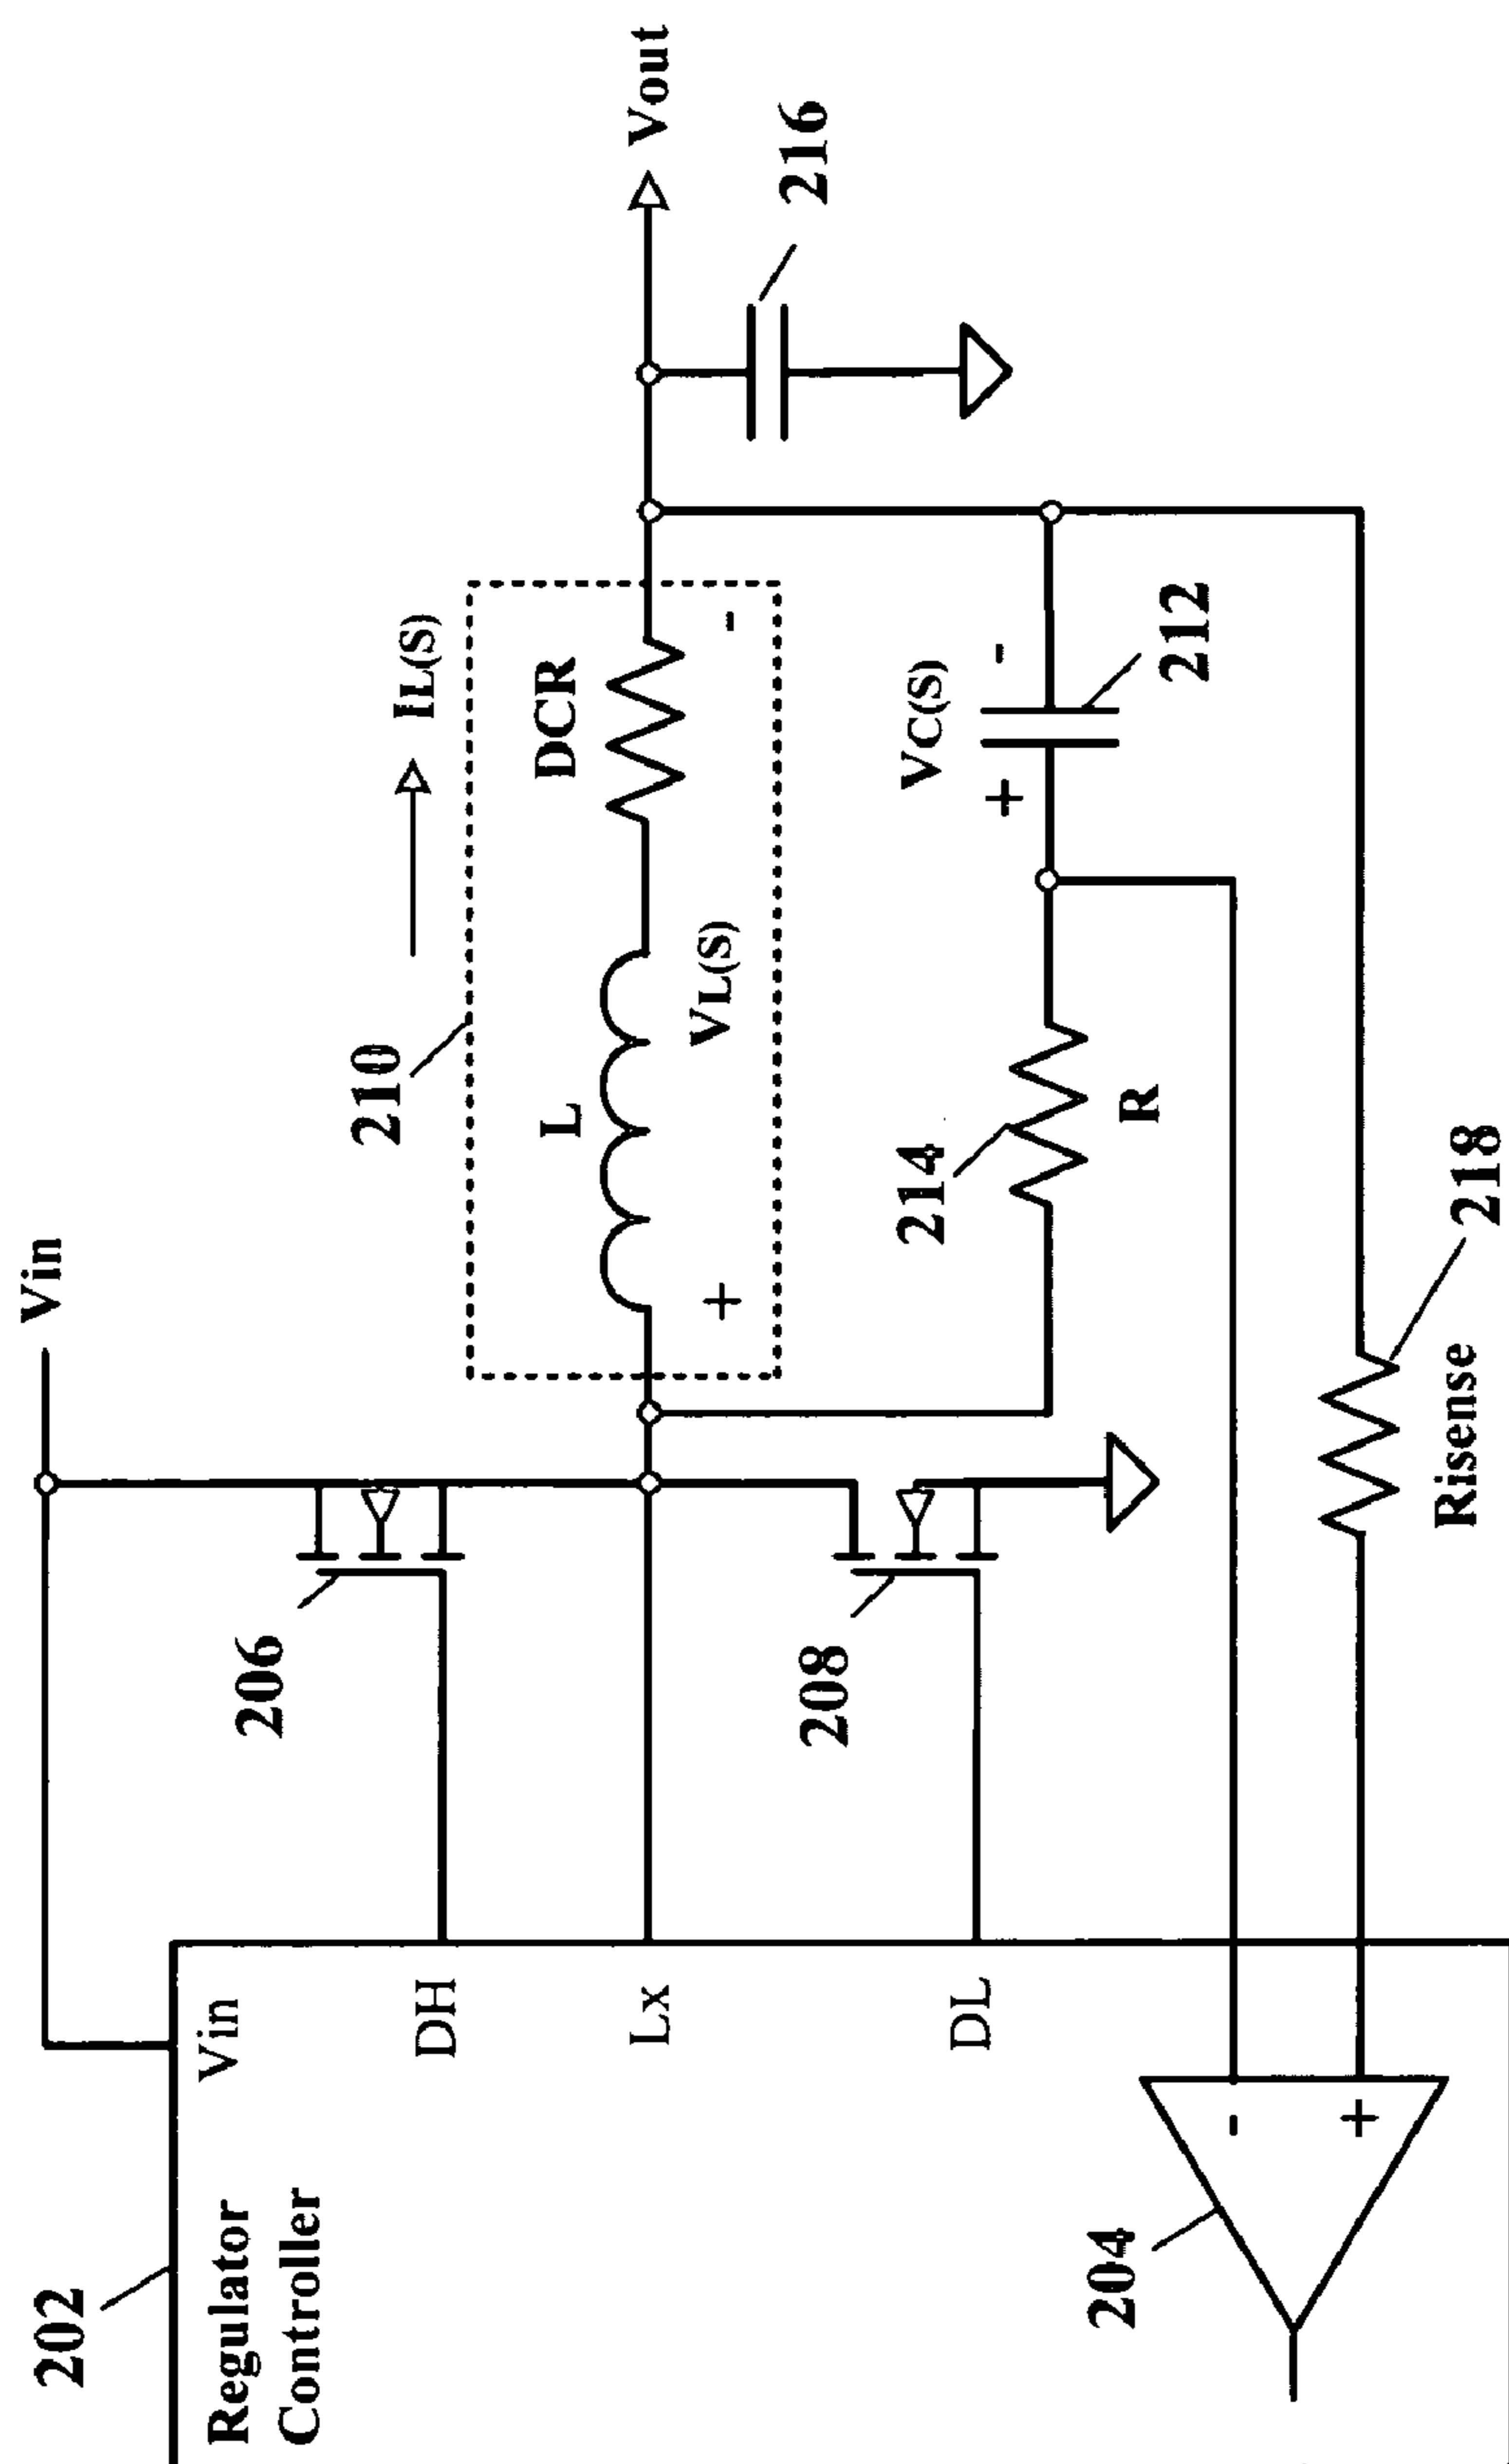 Vin
202
Regulator
Controller
Vin
DH
Lx
DL
204
-
+
206
208
210
IL(S)
L
DCR
VL(S)
+
-
Vout
216
214
R
VC(S)
+
-
212
Risense
218